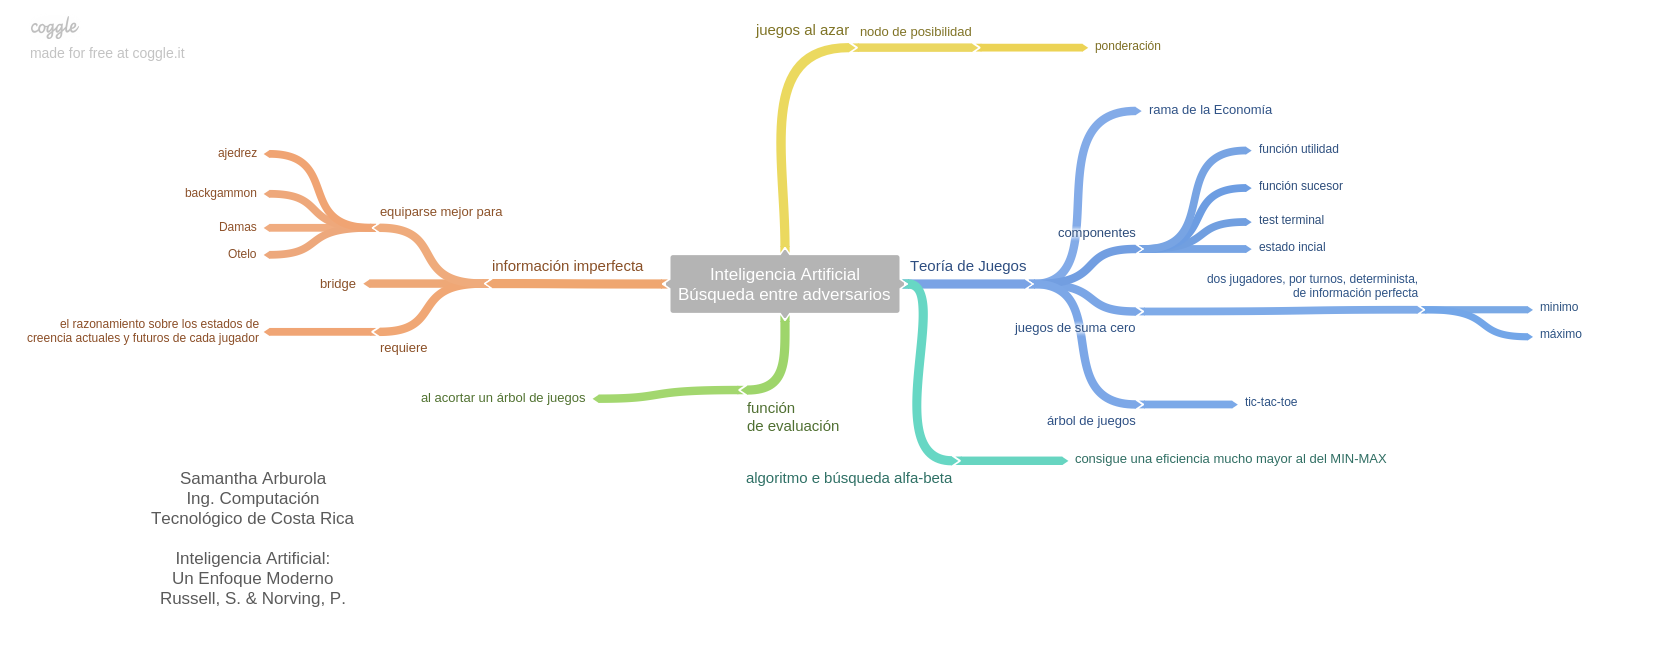 coggle
made for free at coggle.it
juegos al azar
nodo de posibilidad
ponderación
Inteligencia Artificial
Búsqueda entre adversarios
Teoría de Juegos
rama de la Economía
componentes
función utilidad
función sucesor
test terminal
estado incial
juegos de suma cero
dos jugadores, por turnos, determinista,
de información perfecta
minimo
máximo
árbol de juegos
tic-tac-toe
algoritmo e búsqueda alfa-beta
consigue una eficiencia mucho mayor al del MIN-MAX
función
de evaluación
al acortar un árbol de juegos
información imperfecta
equiparse mejor para
ajedrez
backgammon
Damas
Otelo
bridge
requiere
el razonamiento sobre los estados de
creencia actuales y futuros de cada jugador
Samantha Arburola
Ing. Computación
Tecnológico de Costa Rica
Inteligencia Artificial:
Un Enfoque Moderno
Russell, S. & Norving, P.